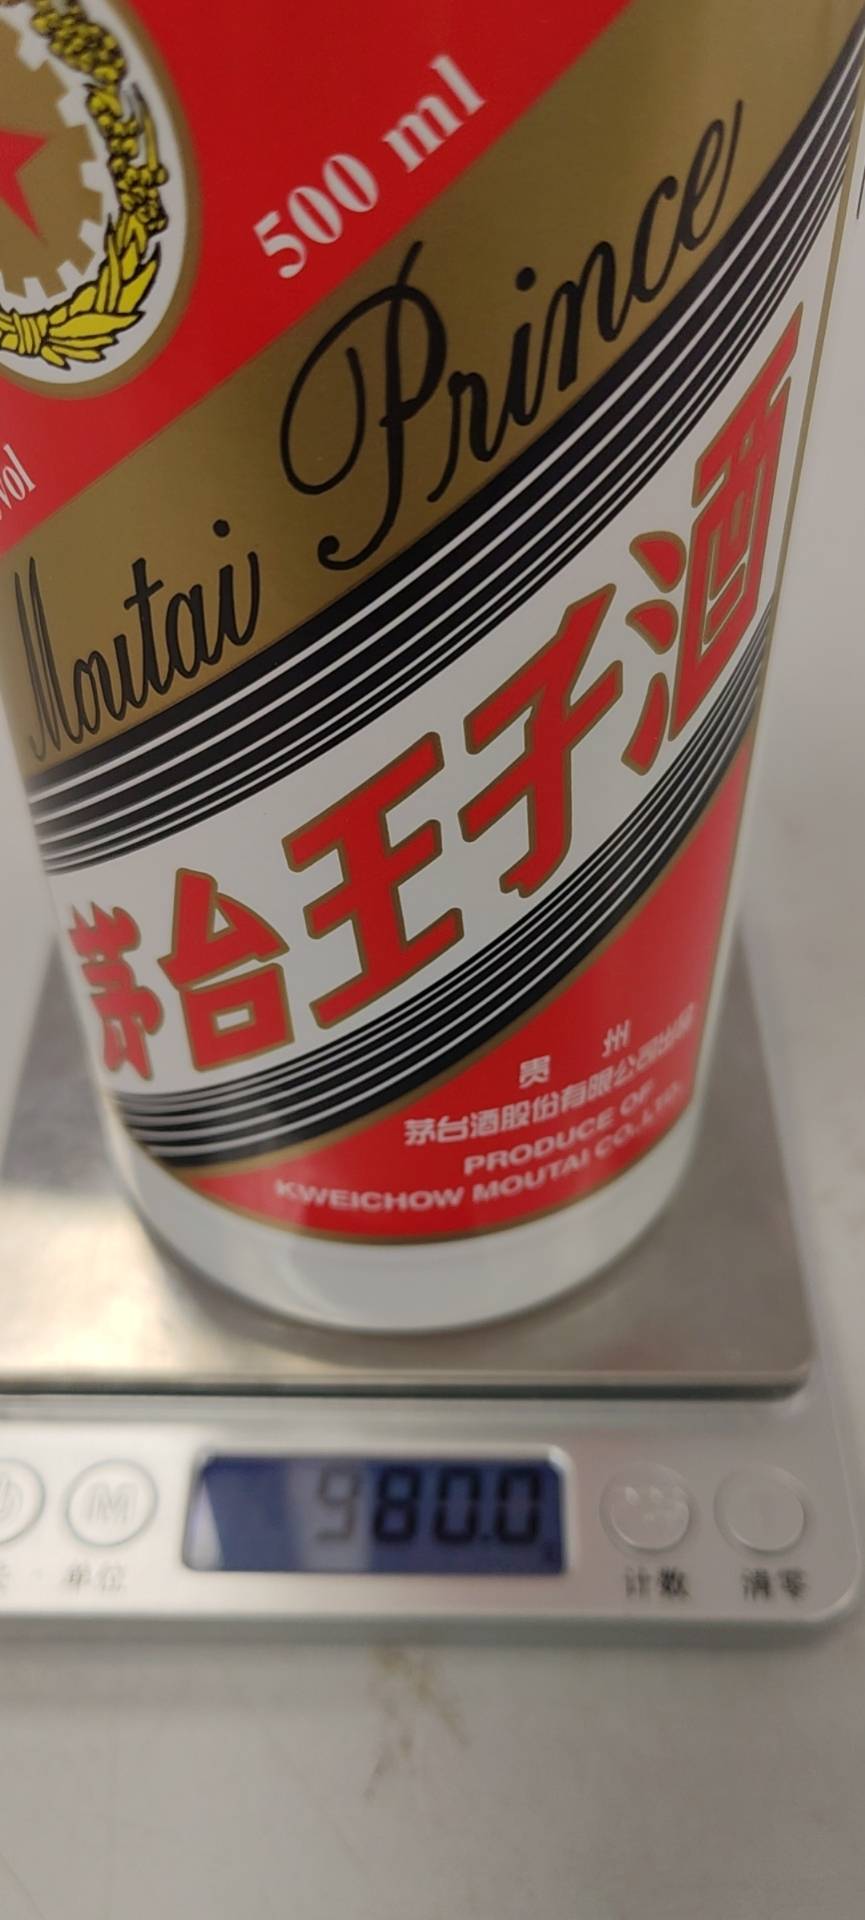 500 ml
vol
Moutai Prince
茅台王子酒
贵 州
茅台酒股份有限公司出品
PRODUCE OF
KWEICHOW MOUTAI CO.,LTD.
980.0
M
单位
计数
清零